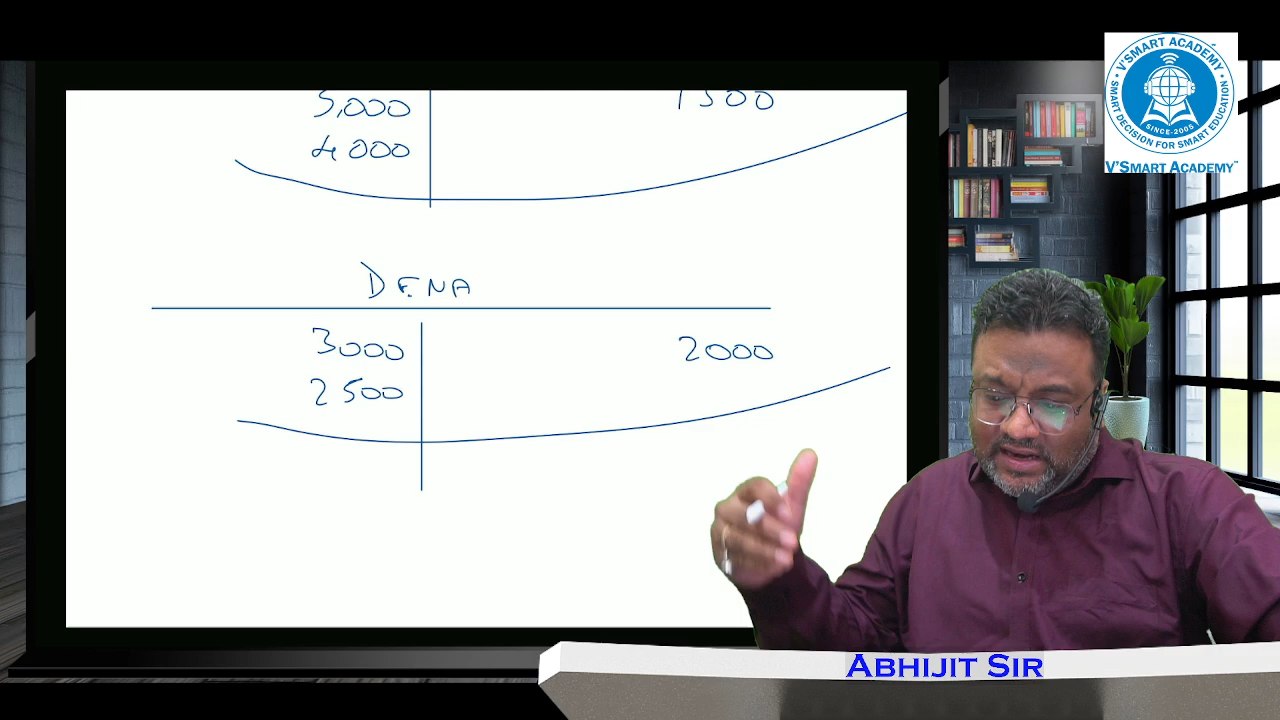 5,000 1500
4000
DENA
3000 2000
2500
V'SMART ACADEMY
SMART DECISION FOR SMART EDUCATION
SINCE-2005
V'SMART ACADEMY™
ABHIJIT SIR